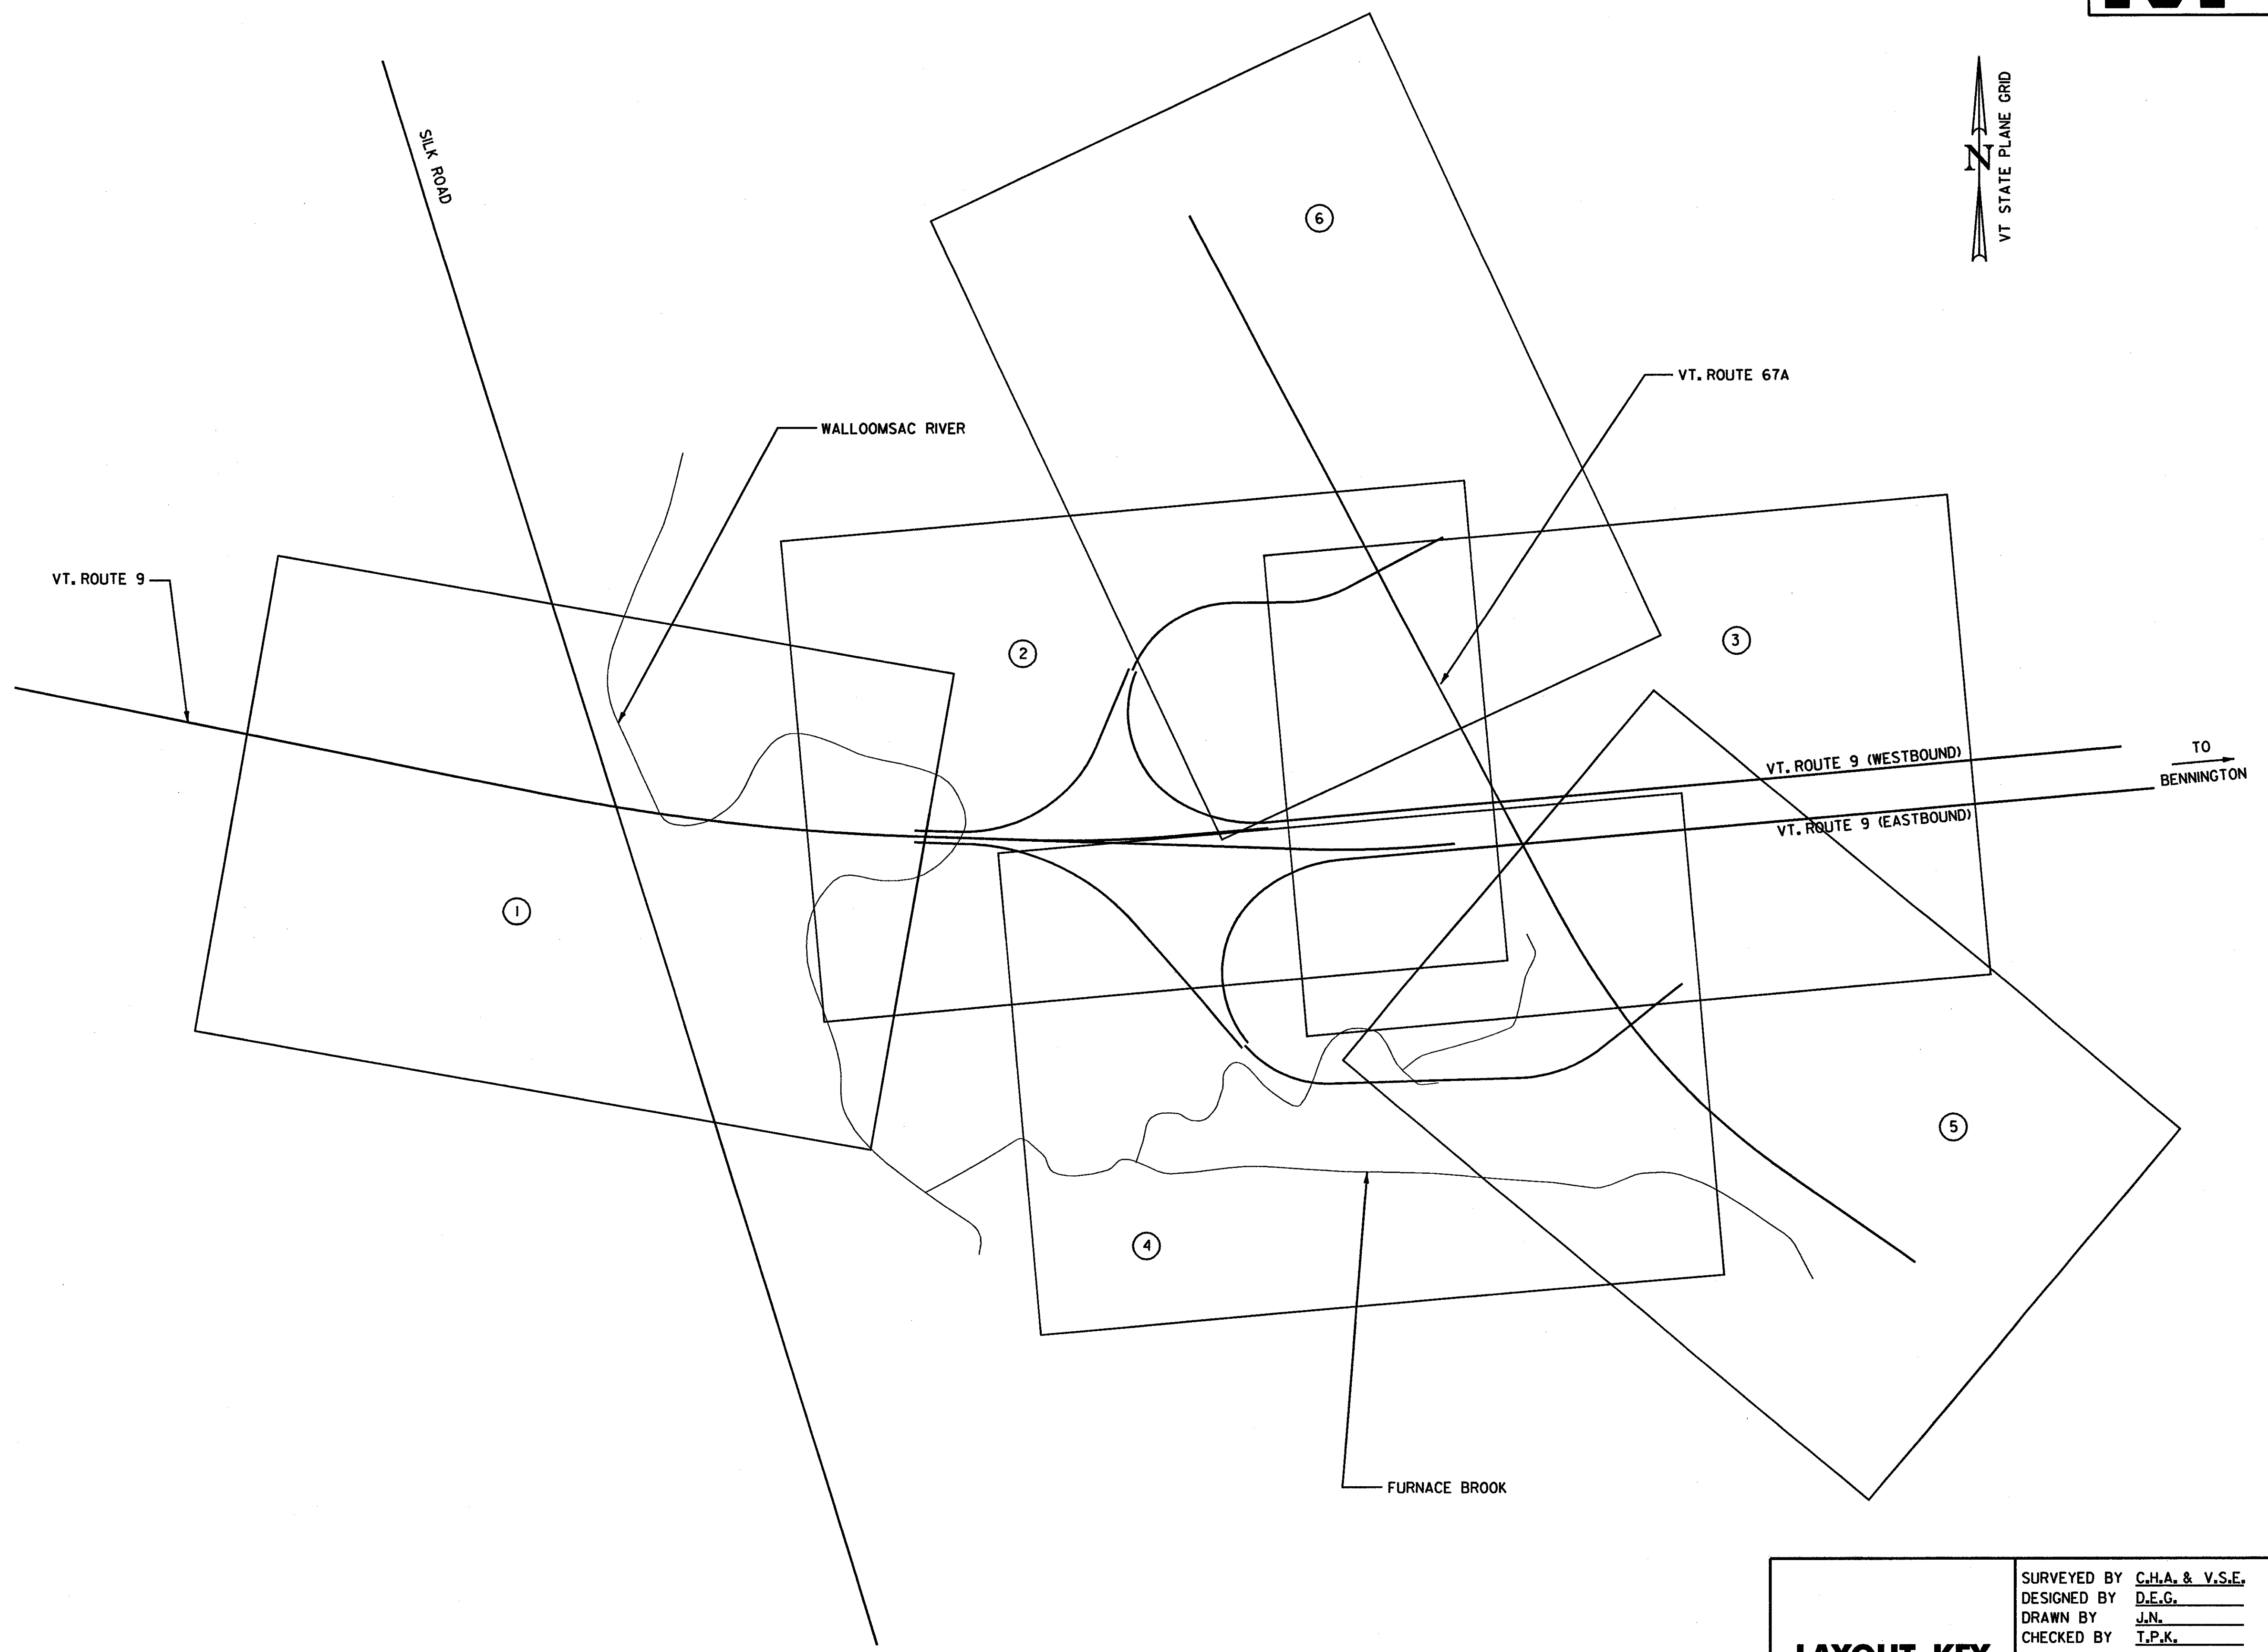 N
VT STATE PLANE GRID
SILK ROAD
6
VT. ROUTE 67A
WALLOOMSAC RIVER
VT. ROUTE 9
2
3
VT. ROUTE 9 (WESTBOUND)
TO
BENNINGTON
VT. ROUTE 9 (EASTBOUND)
1
5
4
FURNACE BROOK
LAYOUT KEY
SURVEYED BY C.H.A. & V.S.E.
DESIGNED BY D.E.G.
DRAWN BY J.N.
CHECKED BY T.P.K.